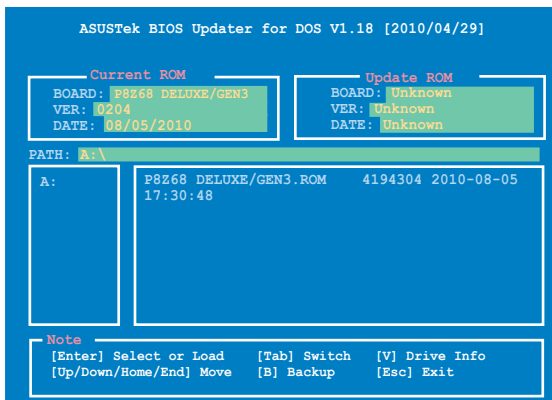 ASUSTek BIOS Updater for DOS V1.18 [2010/04/29]
Current ROM
BOARD: P8Z68 DELUXE/GEN3
VER: 0204
DATE: 08/05/2010
Update ROM
BOARD: Unknown
VER: Unknown
DATE: Unknown
PATH: A:\
A:
P8Z68 DELUXE/GEN3.ROM 4194304 2010-08-05
17:30:48
Note
[Enter] Select or Load [Tab] Switch [V] Drive Info
[Up/Down/Home/End] Move [B] Backup [Esc] Exit